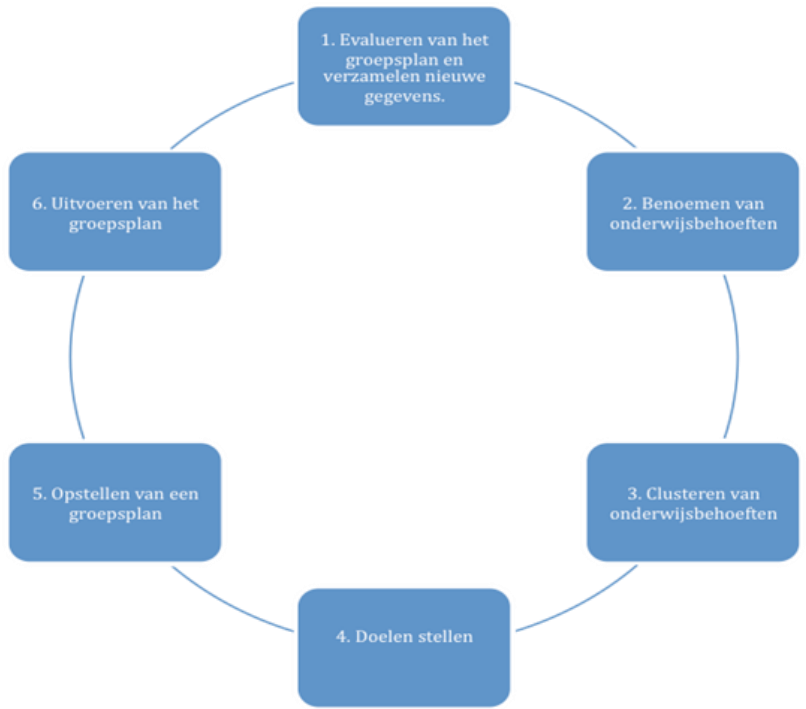 1. Evalueren van het
groepsplan en
verzamelen nieuwe
gegevens.
2. Benoemen van
onderwijsbehoeften
3. Clusteren van
onderwijsbehoeften
4. Doelen stellen
5. Opstellen van een
groepsplan
6. Uitvoeren van het
groepsplan